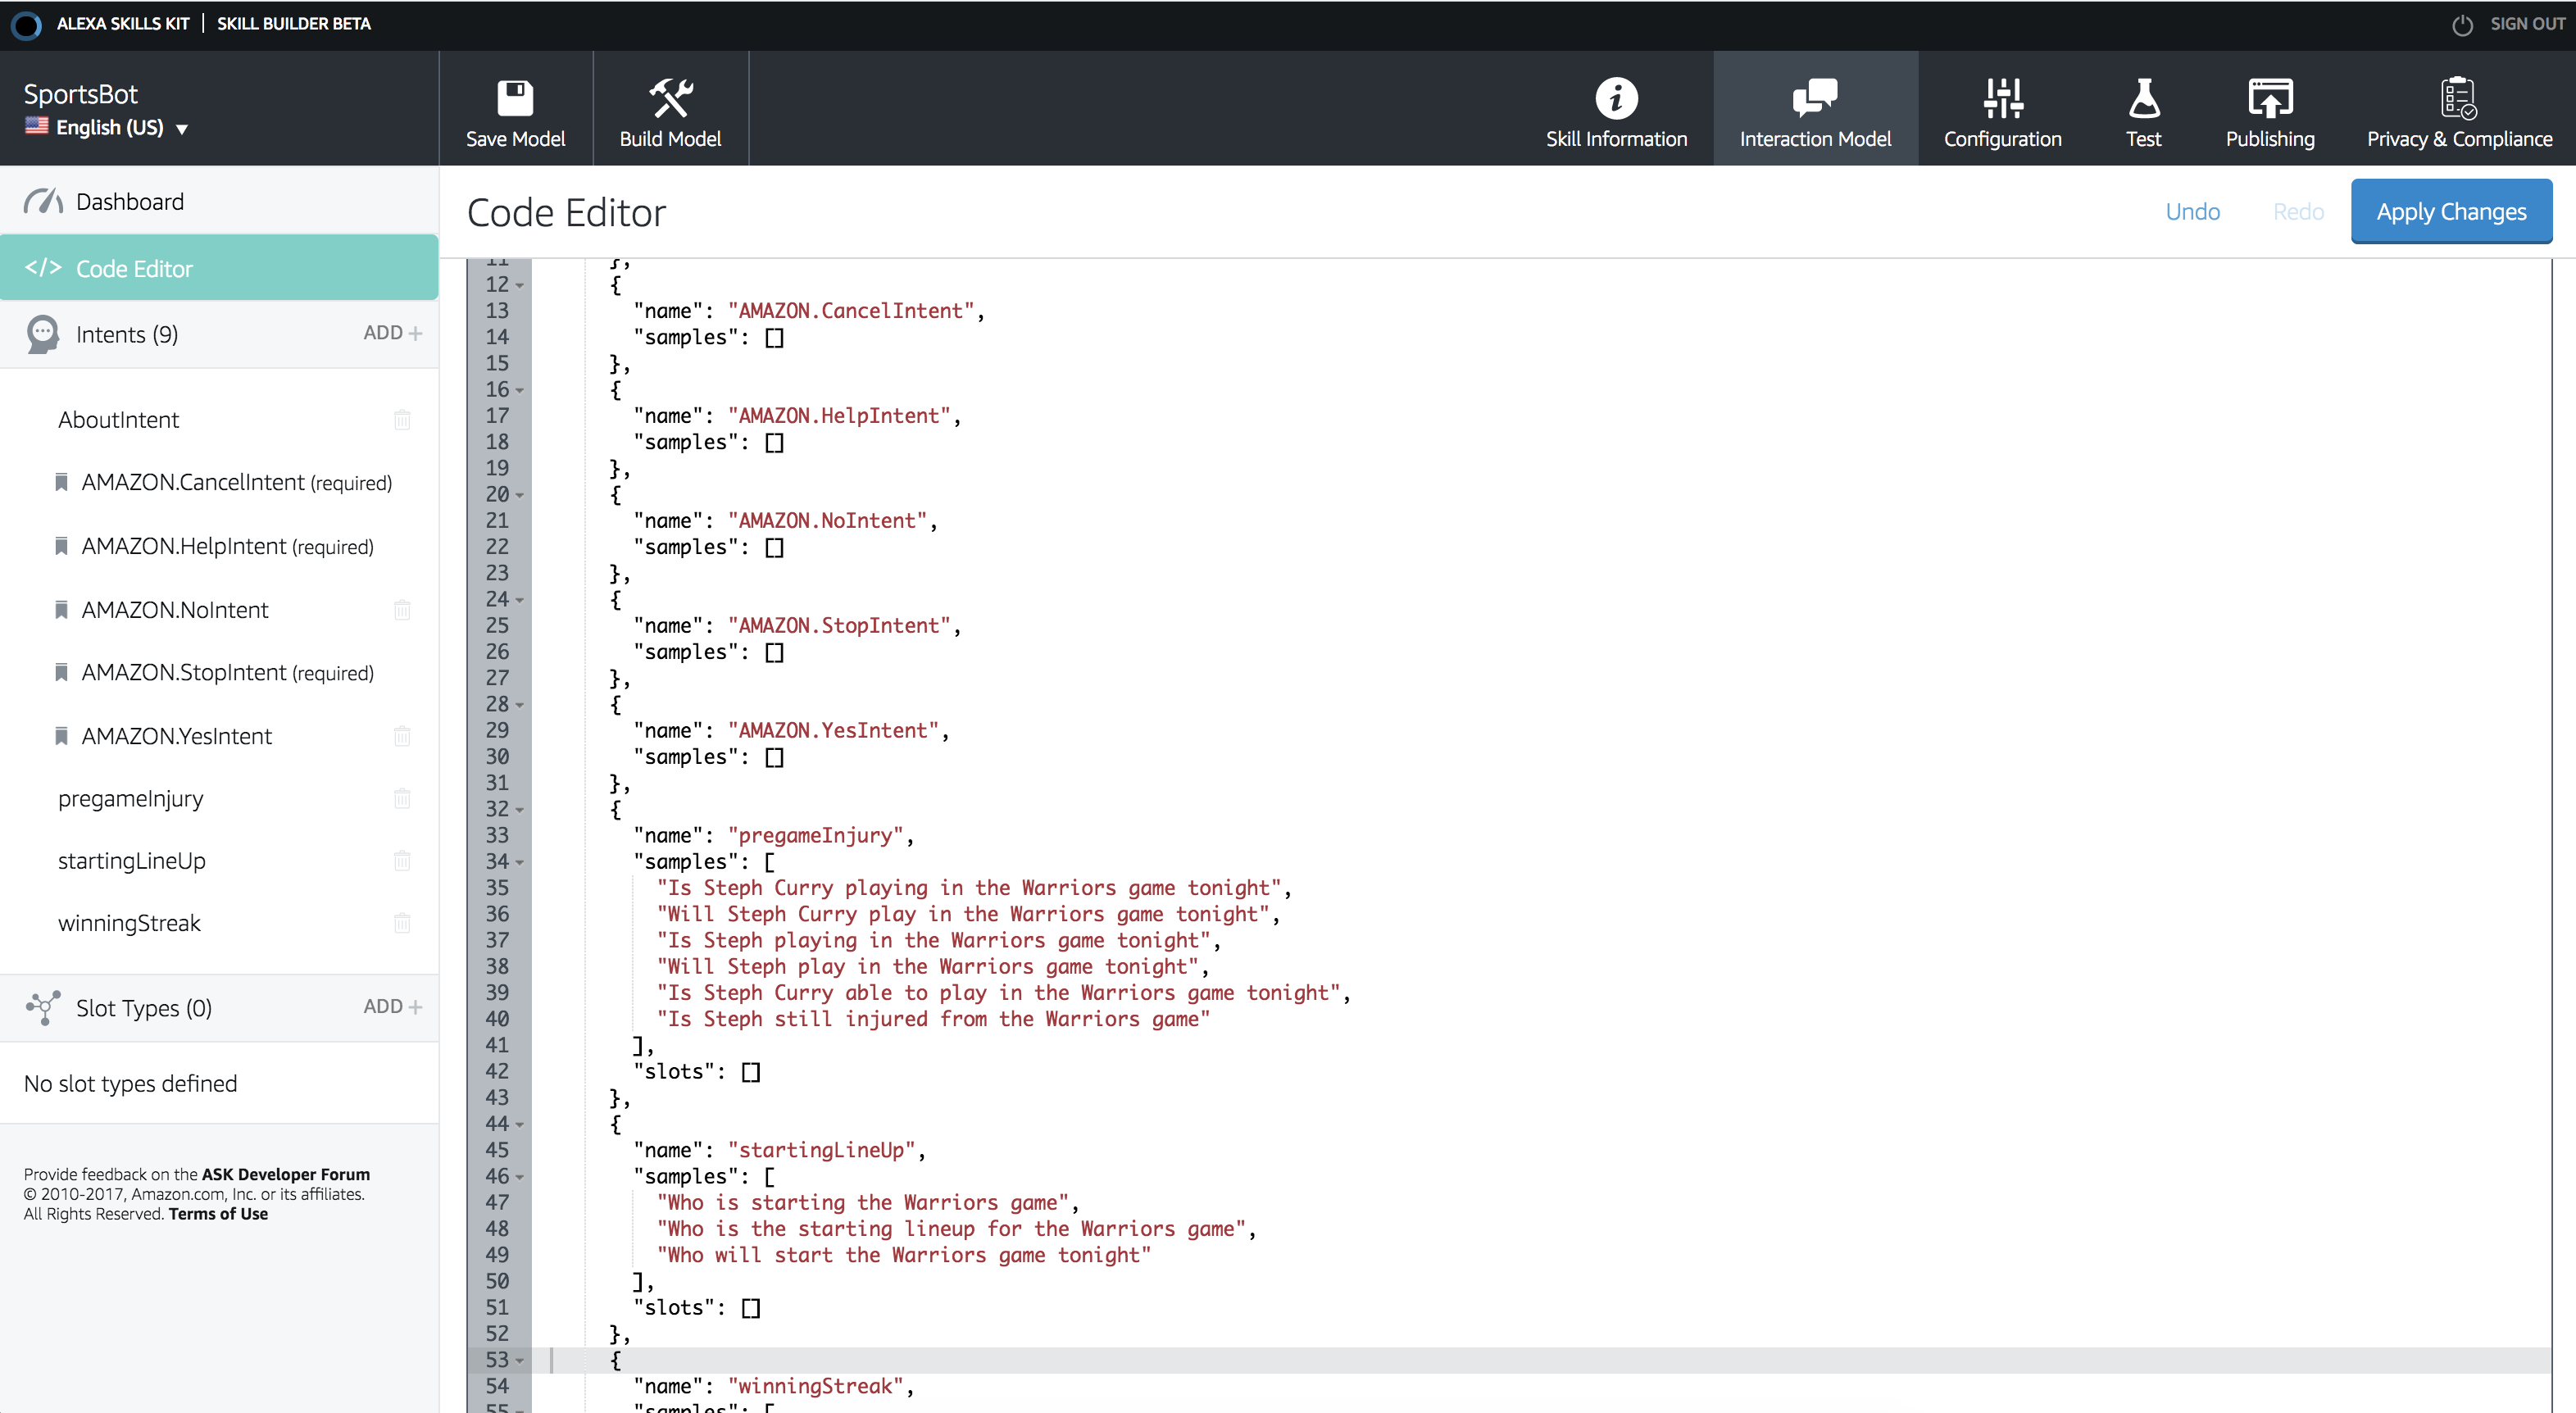 ALEXA SKILLS KIT | SKILL BUILDER BETA
SIGN OUT
SportsBot
English (US) ▼
Save Model
Build Model
Skill Information
Interaction Model
Configuration
Test
Publishing
Privacy & Compliance
Dashboard
</> Code Editor
Intents (9) ADD +
AboutIntent
AMAZON.CancelIntent (required)
AMAZON.HelpIntent (required)
AMAZON.NoIntent
AMAZON.StopIntent (required)
AMAZON.YesIntent
pregameInjury
startingLineUp
winningStreak
Slot Types (0) ADD +
No slot types defined
Provide feedback on the ASK Developer Forum
© 2010-2017, Amazon.com, Inc. or its affiliates.
All Rights Reserved. Terms of Use
Code Editor
Undo
Redo
Apply Changes
11 },
12 {
13 "name": "AMAZON.CancelIntent",
14 "samples": []
15 },
16 {
17 "name": "AMAZON.HelpIntent",
18 "samples": []
19 },
20 {
21 "name": "AMAZON.NoIntent",
22 "samples": []
23 },
24 {
25 "name": "AMAZON.StopIntent",
26 "samples": []
27 },
28 {
29 "name": "AMAZON.YesIntent",
30 "samples": []
31 },
32 {
33 "name": "pregameInjury",
34 "samples": [
35 "Is Steph Curry playing in the Warriors game tonight",
36 "Will Steph Curry play in the Warriors game tonight",
37 "Is Steph playing in the Warriors game tonight",
38 "Will Steph play in the Warriors game tonight",
39 "Is Steph Curry able to play in the Warriors game tonight",
40 "Is Steph still injured from the Warriors game"
41 ],
42 "slots": []
43 },
44 {
45 "name": "startingLineUp",
46 "samples": [
47 "Who is starting the Warriors game",
48 "Who is the starting lineup for the Warriors game",
49 "Who will start the Warriors game tonight"
50 ],
51 "slots": []
52 },
53 {
54 "name": "winningStreak",
55 "samples": [